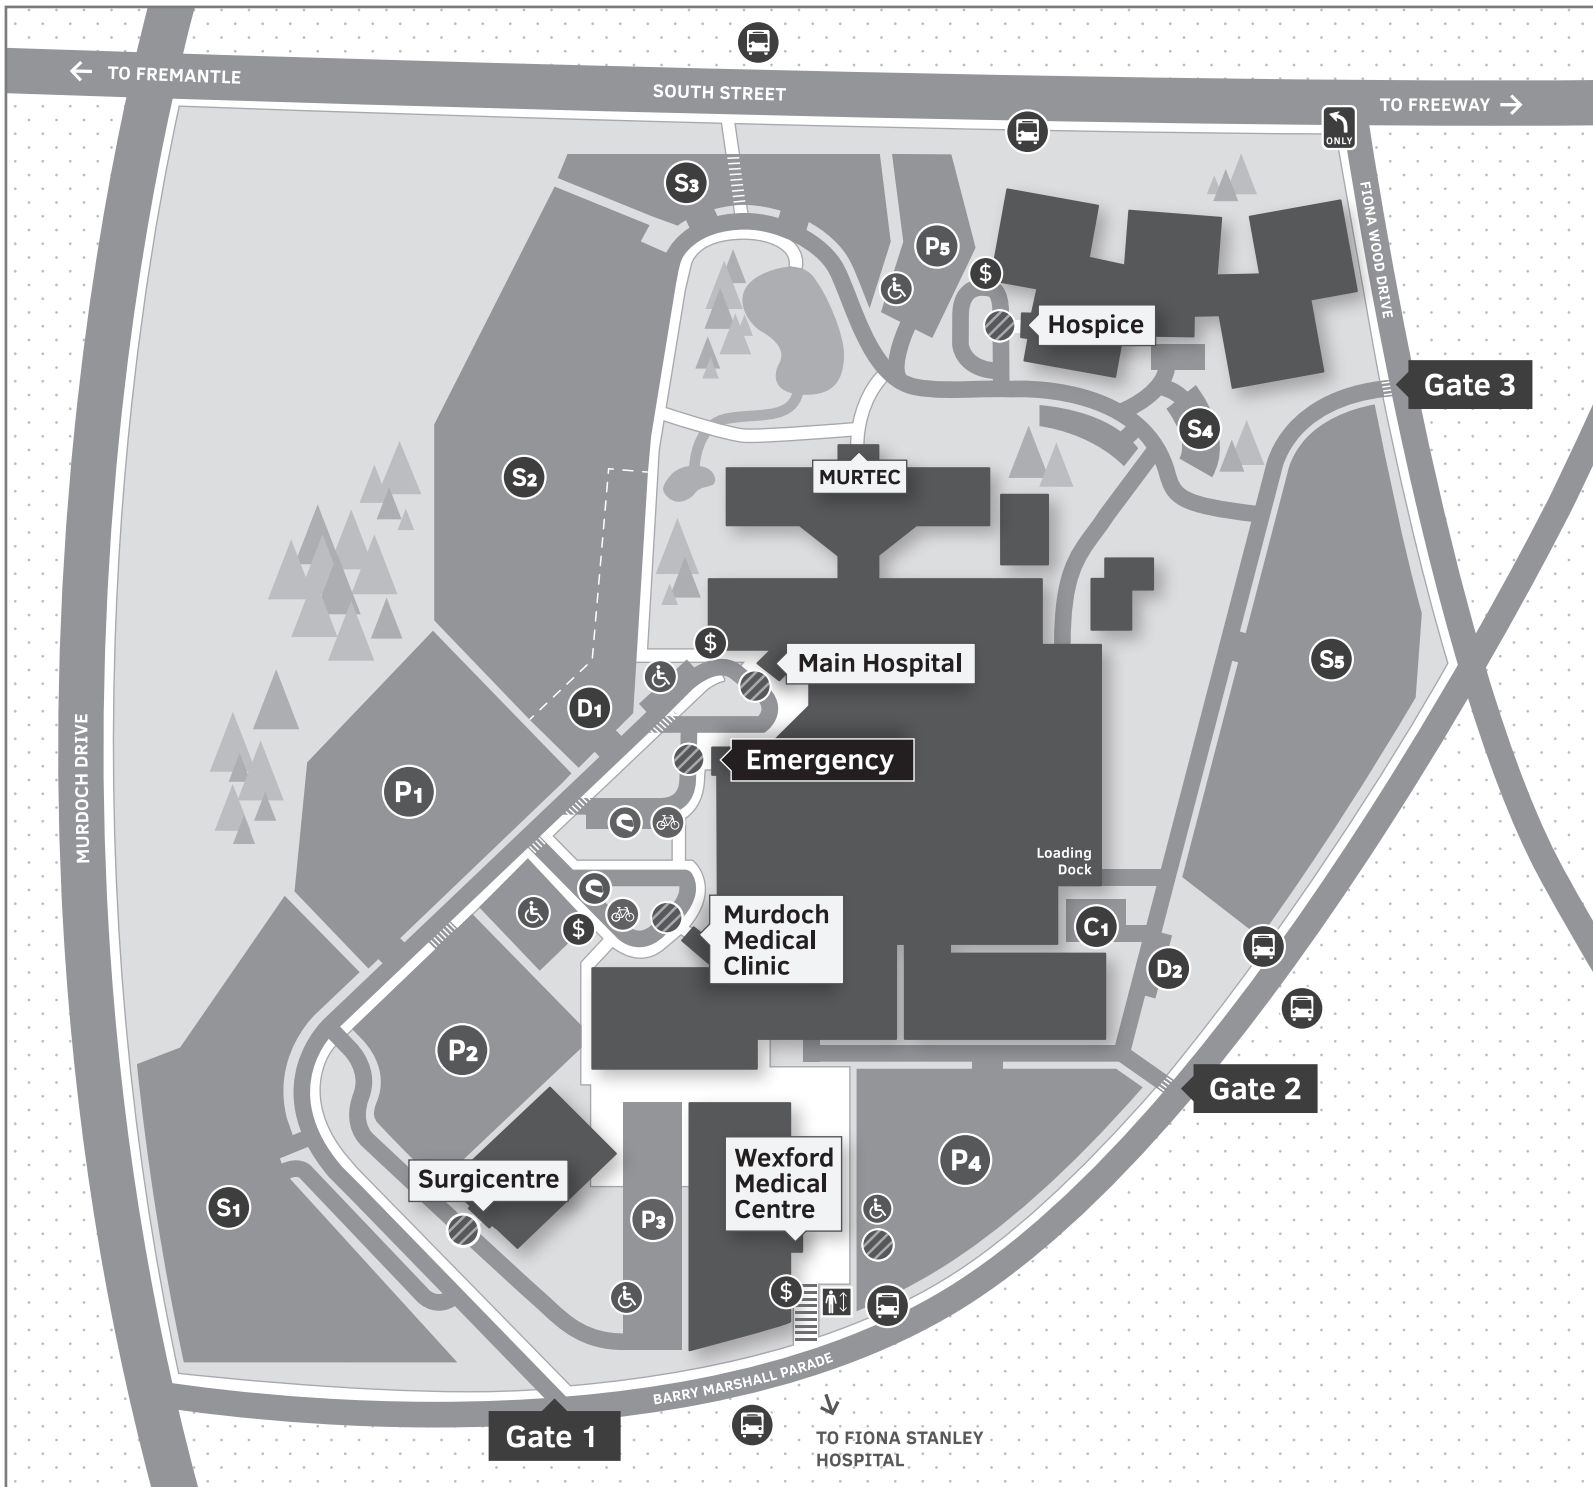 ← TO FREMANTLE
SOUTH STREET
TO FREEWAY →
ONLY
S3
P5
$
FIONA WOOD DRIVE
Hospice
Gate 3
S4
S2
MURTEC
$
Main Hospital
S5
D1
MURDOCH DRIVE
Emergency
P1
Loading
Dock
$
Murdoch
Medical
Clinic
C1
D2
P2
Gate 2
Surgicentre
Wexford
Medical
Centre
P4
S1
P3
$
BARRY MARSHALL PARADE
Gate 1
TO FIONA STANLEY
HOSPITAL